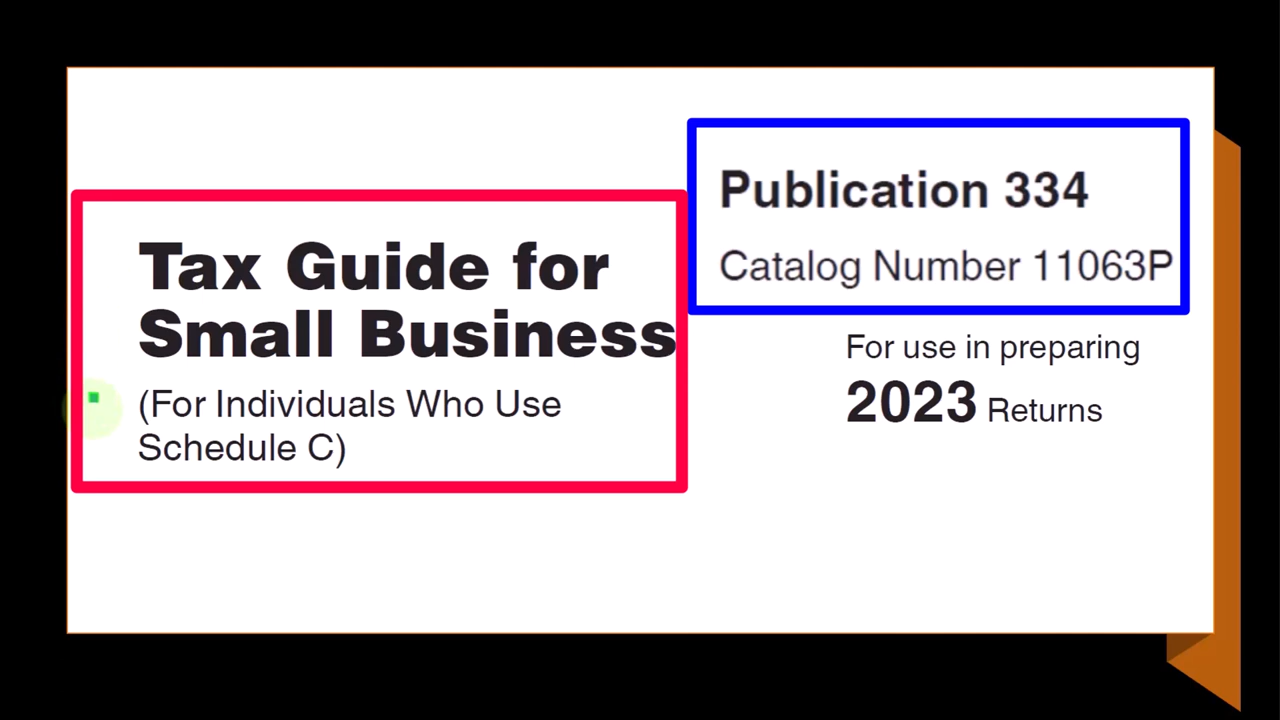 Tax Guide for
Small Business
(For Individuals Who Use
Schedule C)
Publication 334
Catalog Number 11063P
For use in preparing
2023 Returns